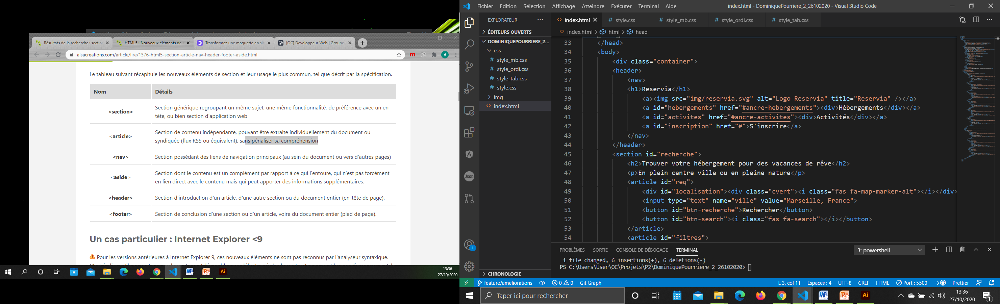 Résultats de la recherche : section
HTML5 : Nouveaux éléments de s
Transformez une maquette en sit
[OC] Developpeur Web | Groupe
alsacreations.com/article/lire/1376-html5-section-article-nav-header-footer-aside.html
m
d
Le tableau suivant récapitule les nouveaux éléments de section et leur usage le plus commun, tel que décrit par la spécification.
Nom Détails
<section> Section générique regroupant un même sujet, une même fonctionnalité, de préférence avec un en-
tête, ou bien section d'application web
<article> Section de contenu indépendante, pouvant être extraite individuellement du document ou
syndiquée (flux RSS ou équivalent), sans pénaliser sa compréhension
<nav> Section possédant des liens de navigation principaux (au sein du document ou vers d'autres pages)
<aside> Section dont le contenu est un complément par rapport à ce qui l'entoure, qui n'est pas forcément
en lien direct avec le contenu mais qui peut apporter des informations supplémentaires.
<header> Section d'introduction d'un article, d'une autre section ou du document entier (en-tête de page).
<footer> Section de conclusion d'une section ou d'un article, voire du document entier (pied de page).
Un cas particulier : Internet Explorer <9
Pour les versions antérieures à Internet Explorer 9, ces nouveaux éléments ne sont pas reconnus par l'analyseur syntaxique.
13:36
27/10/2020
Fichier Edition Sélection Affichage Atteindre Exécuter Terminal Aide
index.html - DominiquePourriere_2_26102020 - Visual Studio Code
EXPLORATEUR
ÉDITEURS OUVERTS
DOMINIQUEPOURRIERE_2...
css
# style_mb.css
# style_ordi.css
# style_tab.css
# style.css
img
<> index.html
CHRONOLOGIE
<> index.html # style.css # style_mb.css # style_ordi.css # style_tab.css
<> index.html > html > head
33 </head>
34 <body>
35 <div class="container">
36 <header>
37 <nav>
38 <h1>Reservia</h1>
39 <a><img src="img/reservia.svg" alt="Logo Reservia" title="Reservia" /></a>
40 <a id="hebergements" href="#ancre-hebergements"><div>Hébergements</div></a>
41 <a id="activites" href="#ancre-activites"><div>Activités</div></a>
42 <a id="inscription" href="#">S'inscrire</a>
43 </nav>
44 </header>
45 <section id="recherche">
46 <h2>Trouver votre hébergement pour des vacances de rêve</h2>
47 <p>En plein centre ville ou en pleine nature</p>
48 <article id="req">
49 <div id="localisation"><div class="cvert"><i class="fas fa-map-marker-alt"></i></div>
50 <input type="text" name="ville" value="Marseille, France">
51 <button id="btn-recherche">Rechercher</button>
52 <button id="btn-search"><i class="fas fa-search"></i></button>
53 </article>
54 <article id="filtres">
PROBLÈMES SORTIE CONSOLE DE DÉBOGAGE TERMINAL
3: powershell
1 file changed, 6 insertions(+), 6 deletions(-)
PS C:\Users\User\OC\Projets\P2\DominiquePourriere_2_26102020>
feature/ameliorations 0 0 Git Graph
L 3, col 11 Espaces : 4 UTF-8 CRLF HTML Port : 5500 Prettier
Taper ici pour rechercher
13:36
27/10/2020